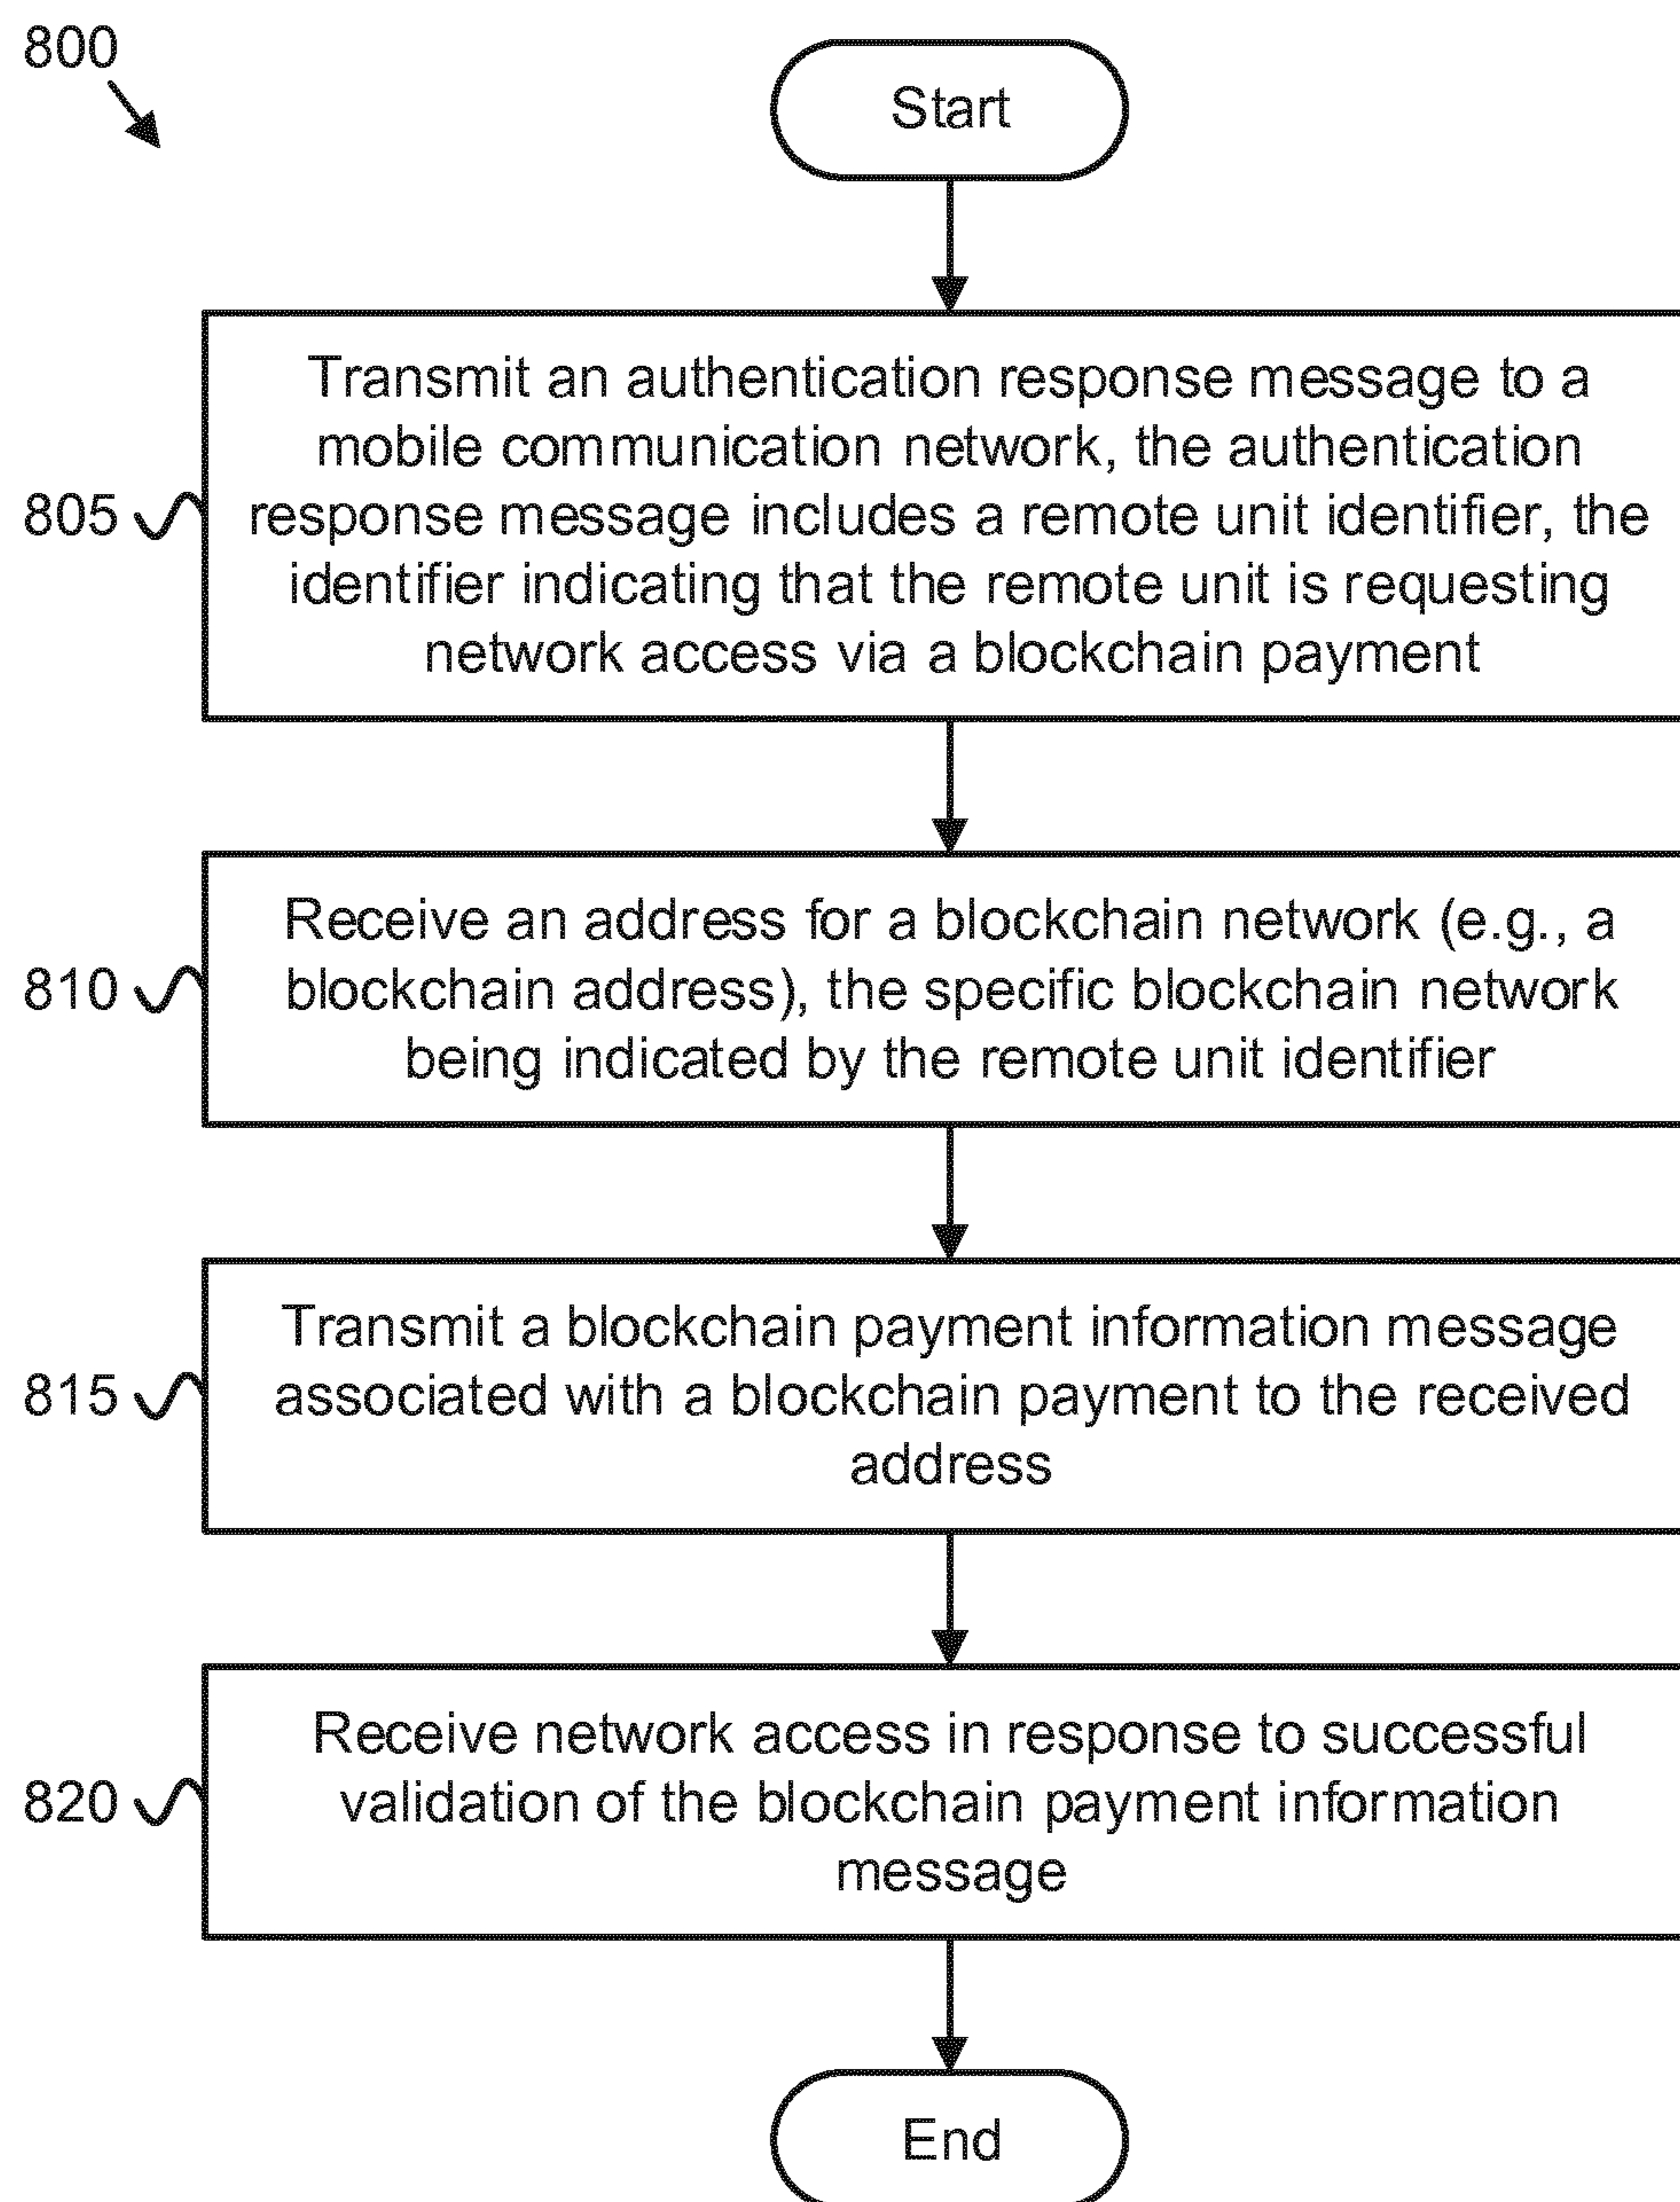 800
Start
Transmit an authentication response message to a
mobile communication network, the authentication
805
response message includes a remote unit identifier, the
identifier indicating that the remote unit is requesting
network access via a blockchain payment
Receive an address for a blockchain network (e.g., a
810
blockchain address), the specific blockchain network
being indicated by the remote unit identifier
Transmit a blockchain payment information message
815
associated with a blockchain payment to the received
address
Receive network access in response to successful
820
validation of the blockchain payment information
message
End